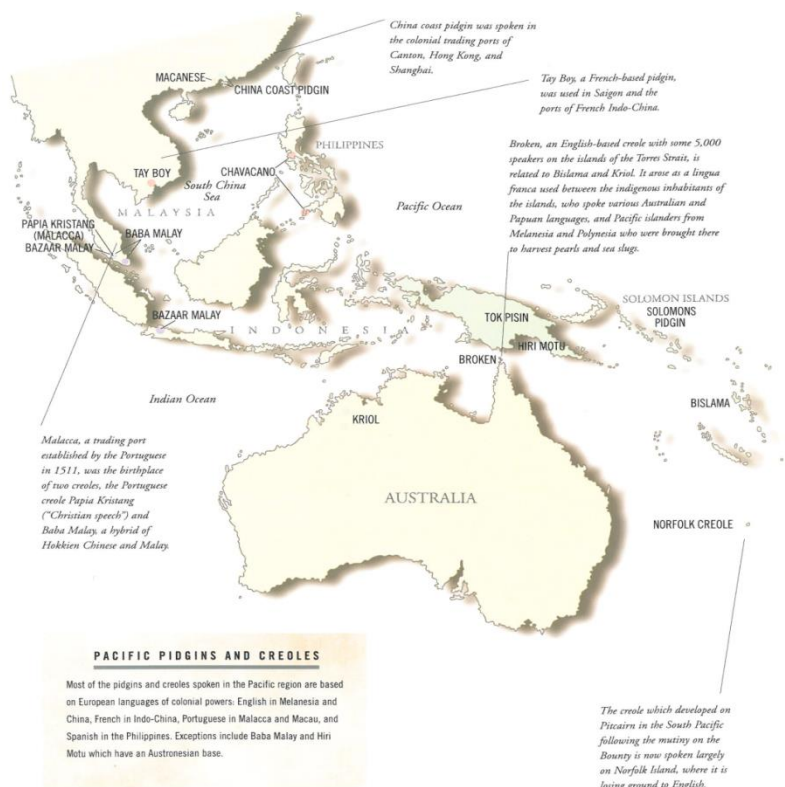 China coast pidgin was spoken in
the colonial trading ports of
Canton, Hong Kong, and
Shanghai.
MACANESE
CHINA COAST PIDGIN
Tay Boy, a French-based pidgin,
was used in Saigon and the
ports of French Indo-China.
PHILIPPINES
Broken, an English-based creole with some 5,000
speakers on the islands of the Torres Strait, is
related to Bislama and Kriol. It arose as a lingua
franca used between the indigenous inhabitants of
the islands, who spoke various Australian and
Papuan languages, and Pacific islanders from
Melanesia and Polynesia who were brought there
to harvest pearls and sea slugs.
TAY BOY
CHAVACANO
South China
Sea
Pacific Ocean
MALAYSIA
PAPIA KRISTANG
(MALACCA)
BAZAAR MALAY
BABA MALAY
SOLOMON ISLANDS
SOLOMONS
PIDGIN
BAZAAR MALAY
INDONESIA
TOK PISIN
HIRI MOTU
BROKEN
Indian Ocean
KRIOL
BISLAMA
Malacca, a trading port
established by the Portuguese
in 1511, was the birthplace
of two creoles, the Portuguese
creole Papia Kristang
("Christian speech") and
Baba Malay, a hybrid of
Hokkien Chinese and Malay.
AUSTRALIA
NORFOLK CREOLE
PACIFIC PIDGINS AND CREOLES
Most of the pidgins and creoles spoken in the Pacific region are based
on European languages of colonial powers: English in Melanesia and
China, French in Indo-China, Portuguese in Malacca and Macau, and
Spanish in the Philippines. Exceptions include Baba Malay and Hiri
Motu which have an Austronesian base.
The creole which developed on
Pitcairn in the South Pacific
following the mutiny on the
Bounty is now spoken largely
on Norfolk Island, where it is
losing ground to English.